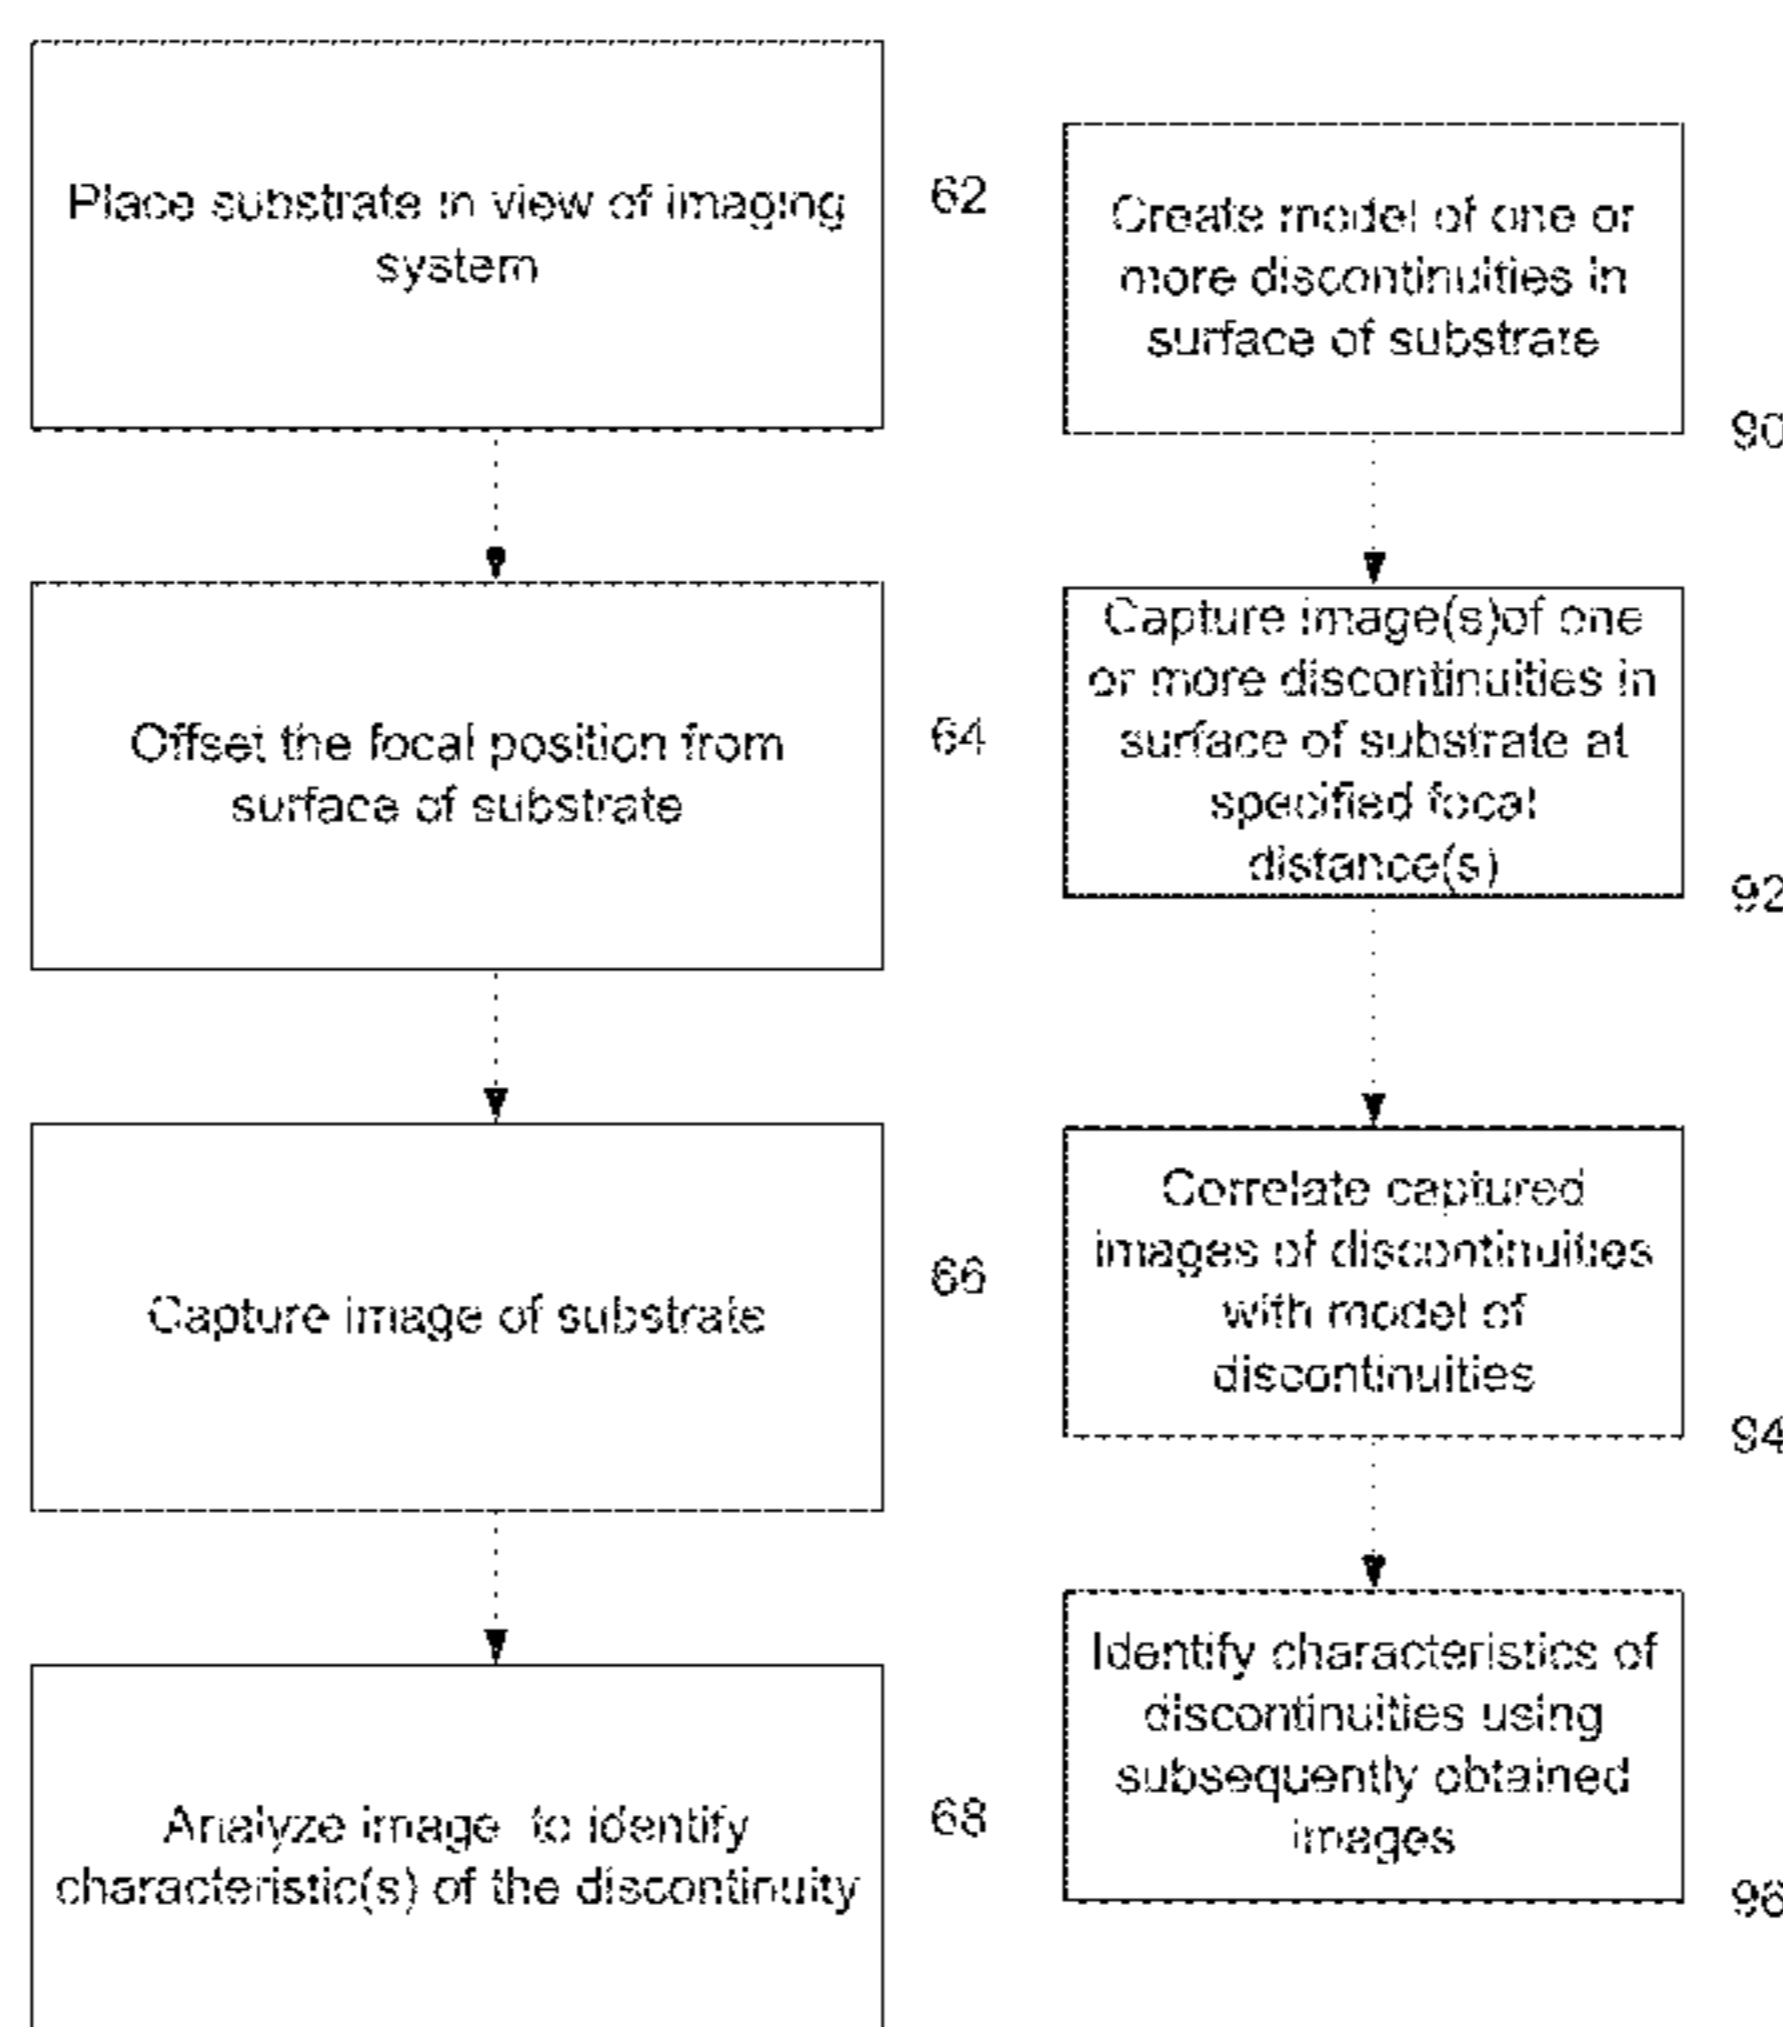 Place substrate in view of imaging
system
62
Offset the focal position from
surface of substrate
64
Capture image of substrate
66
Analyze image to identify
characteristic(s) of the discontinuity
68
Create model of one or
more discontinuities in
surface of substrate
90
Capture image(s)of one
or more discontinuities in
surface of substrate at
specified focal
distance(s)
92
Correlate captured
images of discontinuities
with model of
discontinuities
94
Identify characteristics of
discontinuities using
subsequently obtained
images
96